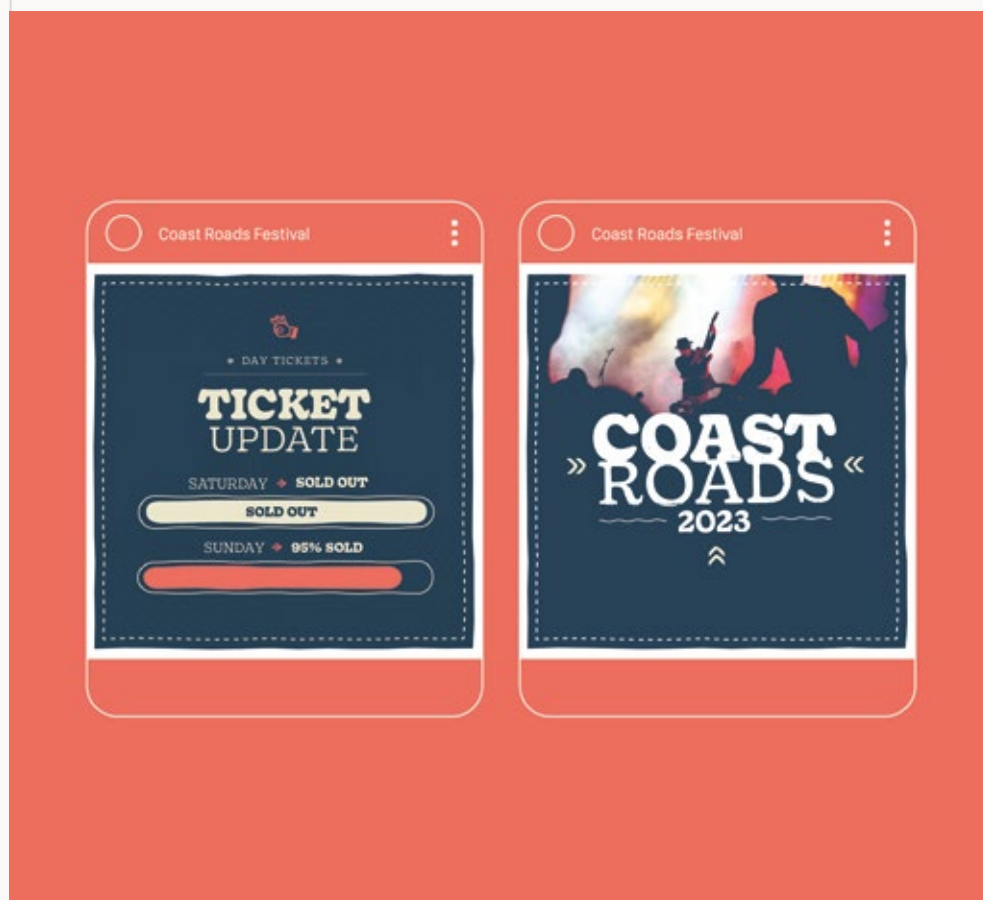 Coast Roads Festival
DAY TICKETS
TICKET
UPDATE
SATURDAY SOLD OUT
SOLD OUT
SUNDAY 95% SOLD
Coast Roads Festival
COAST
ROADS
2023